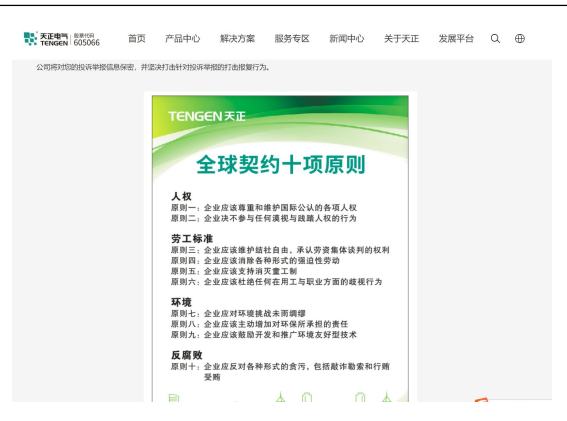 天正电气 股票代码
TENGEN 605066
首页 产品中心 解决方案 服务专区 新闻中心 关于天正 发展平台
公司将对您的投诉举报信息保密，并坚决打击针对投诉举报的打击报复行为。
TENGEN 天正
全球契约十项原则
人权
原则一：企业应该尊重和维护国际公认的各项人权
原则二：企业决不参与任何漠视与践踏人权的行为
劳工标准
原则三：企业应该维护结社自由，承认劳资集体谈判的权利
原则四：企业应该消除各种形式的强迫性劳动
原则五：企业应该支持消灭童工制
原则六：企业应该杜绝任何在用工与职业方面的歧视行为
环境
原则七：企业应对环境挑战未雨绸缪
原则八：企业应该主动增加对环保所承担的责任
原则九：企业应该鼓励开发和推广环境友好型技术
反腐败
原则十：企业应反对各种形式的贪污，包括敲诈勒索和行贿
受贿